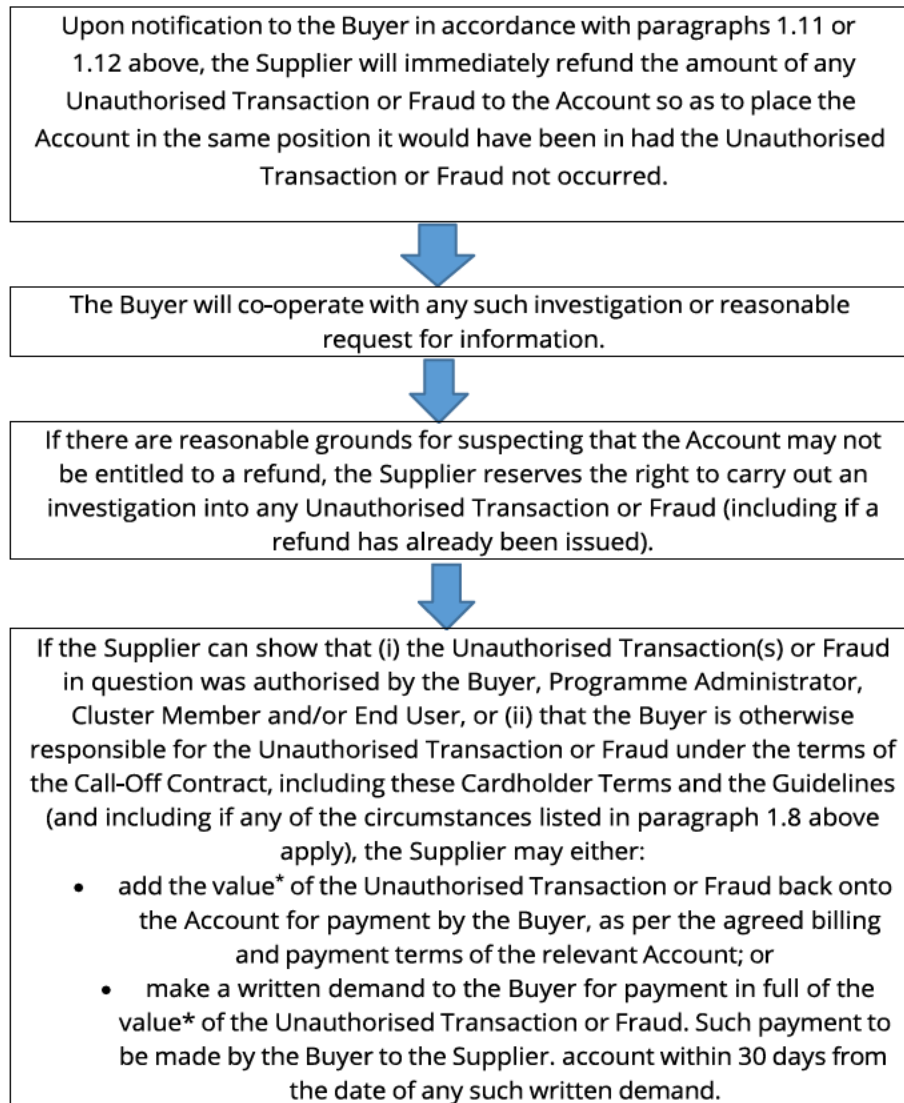 Upon notification to the Buyer in accordance with paragraphs 1.11 or
1.12 above, the Supplier will immediately refund the amount of any
Unauthorised Transaction or Fraud to the Account so as to place the
Account in the same position it would have been in had the Unauthorised
Transaction or Fraud not occurred.
The Buyer will co-operate with any such investigation or reasonable
request for information.
If there are reasonable grounds for suspecting that the Account may not
be entitled to a refund, the Supplier reserves the right to carry out an
investigation into any Unauthorised Transaction or Fraud (including if a
refund has already been issued).
If the Supplier can show that (i) the Unauthorised Transaction(s) or Fraud
in question was authorised by the Buyer, Programme Administrator,
Cluster Member and/or End User, or (ii) that the Buyer is otherwise
responsible for the Unauthorised Transaction or Fraud under the terms of
the Call-Off Contract, including these Cardholder Terms and the Guidelines
(and including if any of the circumstances listed in paragraph 1.8 above
apply), the Supplier may either:
• add the value* of the Unauthorised Transaction or Fraud back onto
the Account for payment by the Buyer, as per the agreed billing
and payment terms of the relevant Account; or
• make a written demand to the Buyer for payment in full of the
value* of the Unauthorised Transaction or Fraud. Such payment to
be made by the Buyer to the Supplier. account within 30 days from
the date of any such written demand.